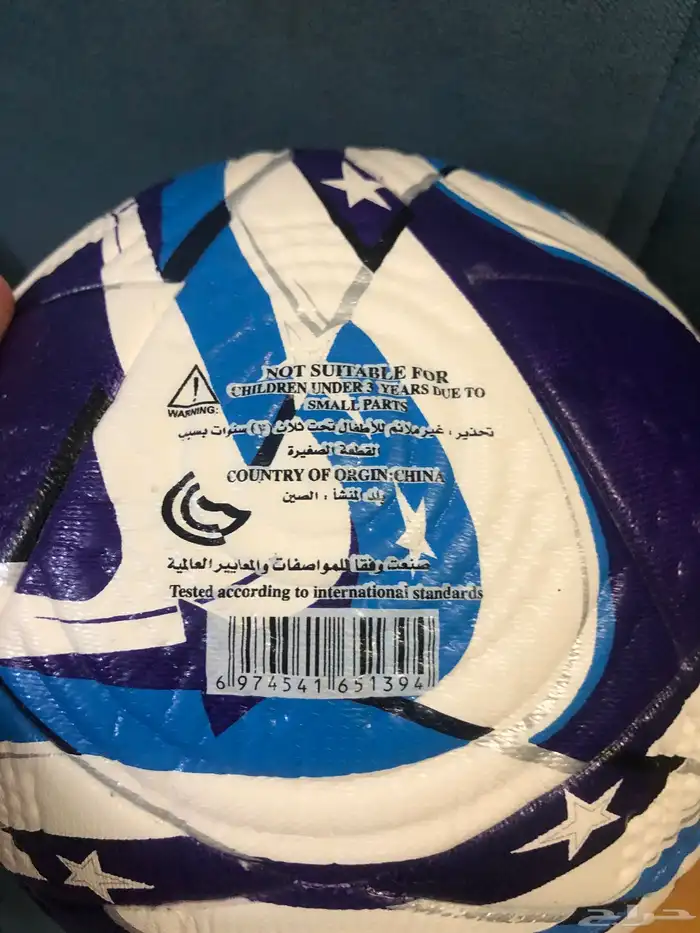 NOT SUITABLE FOR
CHILDREN UNDER 3 YEARS DUE TO
SMALL PARTS
WARNING:
تحذير : غير ملائم للأطفال تحت ثلاث (٣) سنوات بسبب
القطعة الصغيرة
COUNTRY OF ORGIN:CHINA
بلد المنشأ : الصين
صنعت وفقا للمواصفات والمعايير العالمية
Tested according to international standards
6 974541 651394
حراج